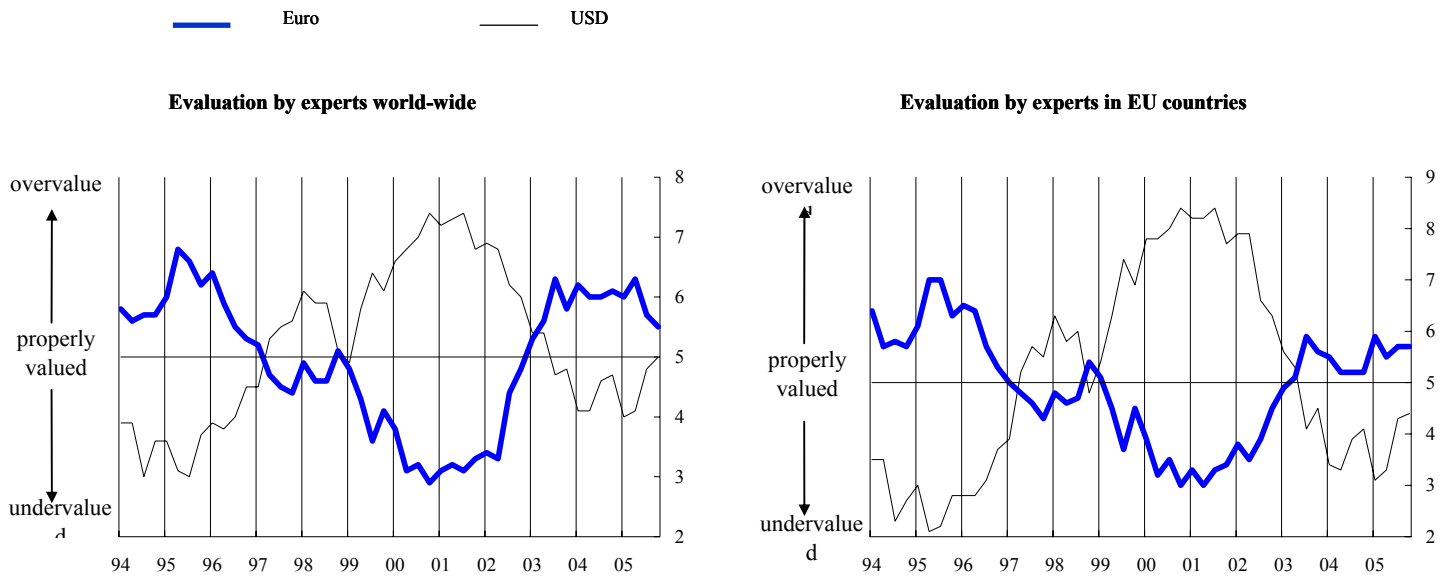 Euro
USD
Evaluation by experts world-wide
overvalue
properly
valued
undervalue
d
8
7
6
5
4
3
2
94 95 96 97 98 99 00 01 02 03 04 05
Evaluation by experts in EU countries
overvalue
d
properly
valued
undervalue
d
9
8
7
6
5
4
3
2
94 95 96 97 98 99 00 01 02 03 04 05